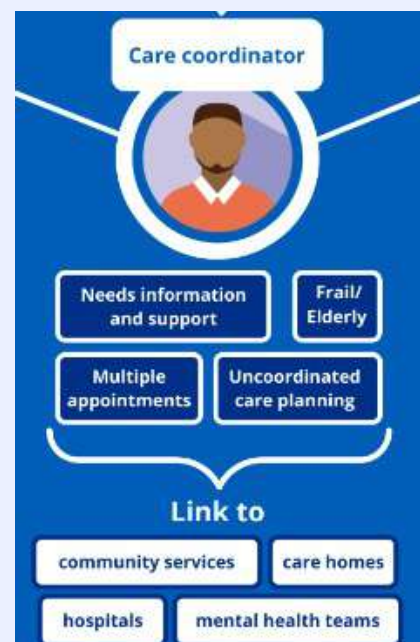 Care coordinator
Needs information
and support
Frail/
Elderly
Multiple
appointments
Uncoordinated
care planning
Link to
community services
care homes
hospitals
mental health teams